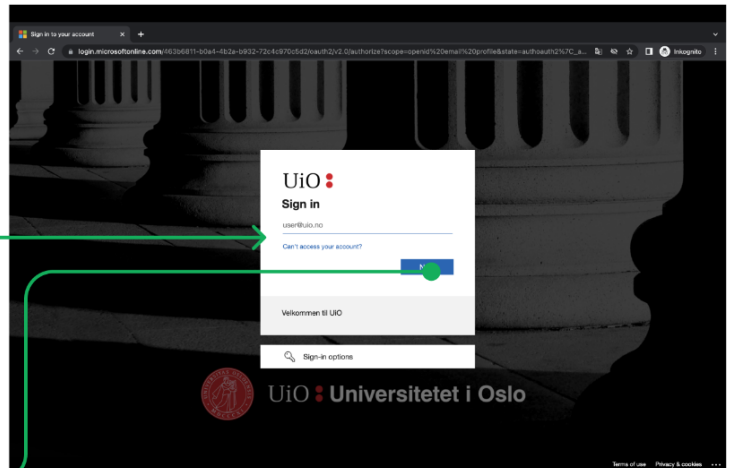 Sign in to your account
login.microsoftonline.com/463b6811-b0a4-4b2a-b932-72c4c970c5d2/oauth2/v2.0/authorize?scope=openid%20email%20profile&state=authoauth2%7C_a...
Inkognito
UiO
Sign in
user@uio.no
Can't access your account?
Velkommen til UiO
Sign-in options
UiO : Universitetet i Oslo
Terms of use Privacy & cookies ...